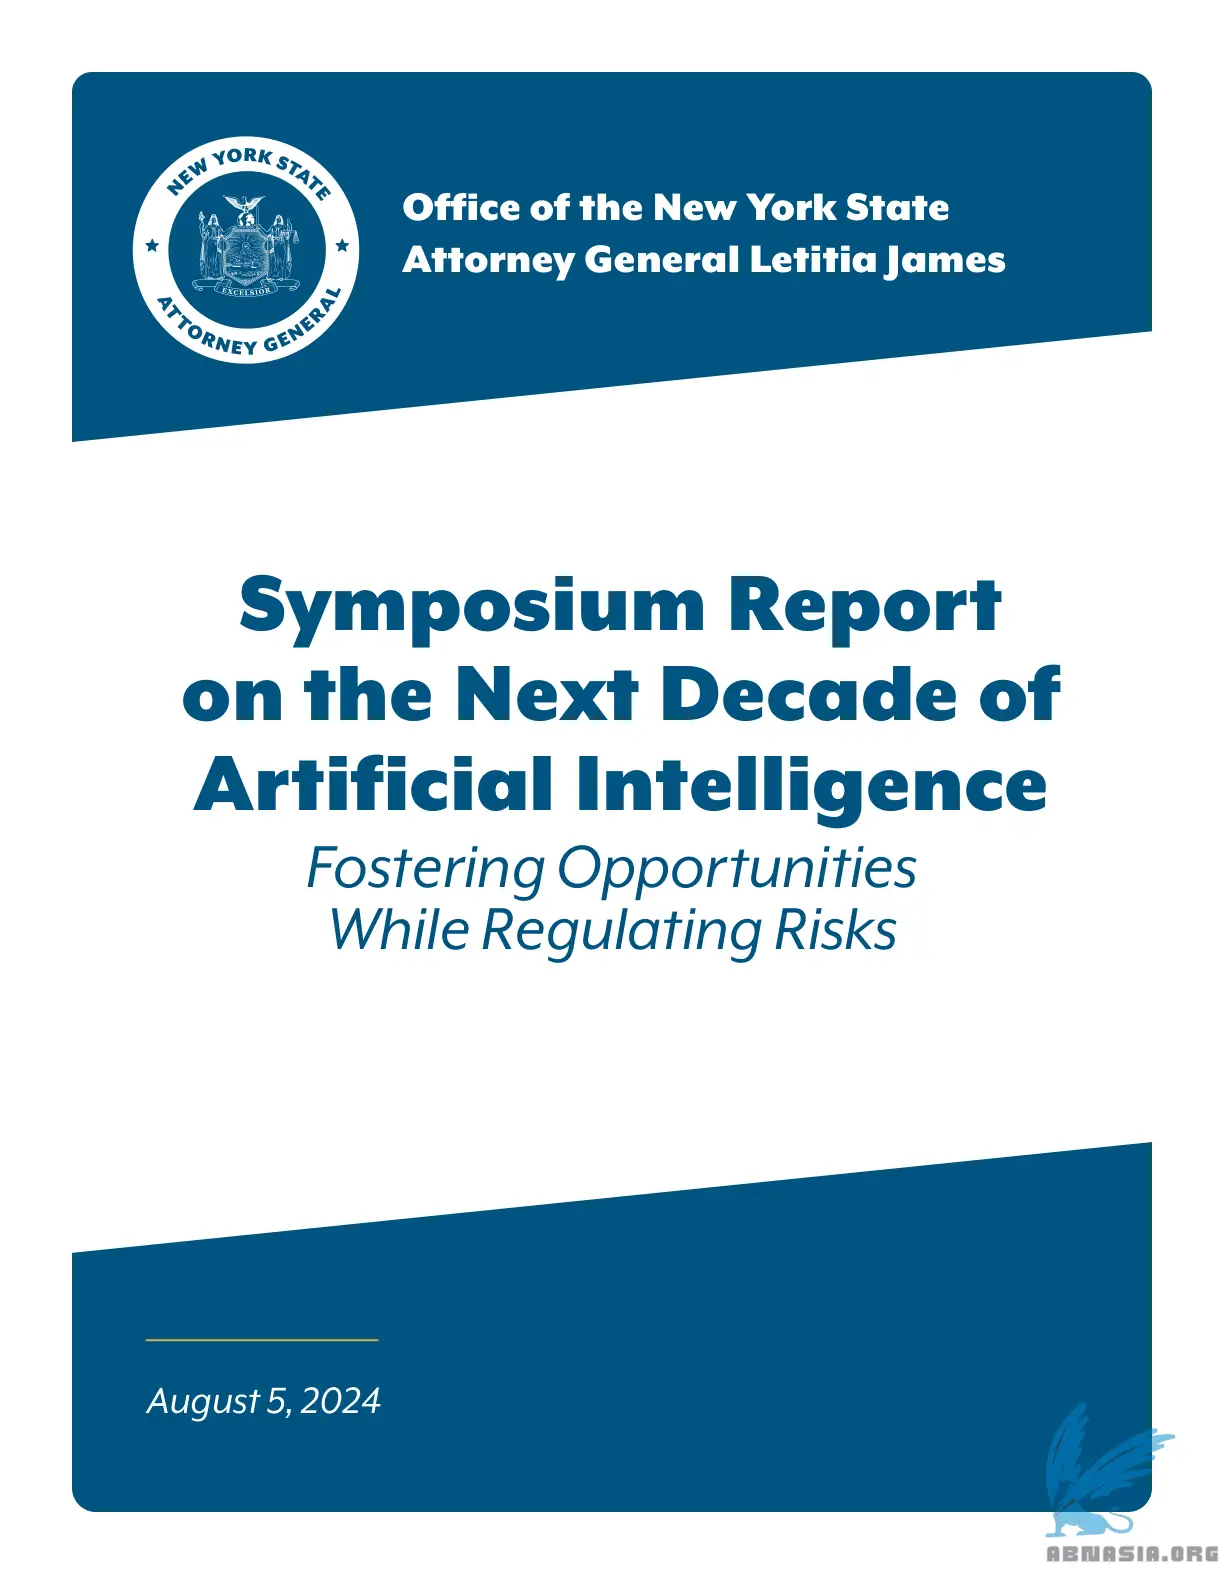 NEW YORK STATE
EXCELSIOR
ATTORNEY GENERAL
Office of the New York State
Attorney General Letitia James
Symposium Report
on the Next Decade of
Artificial Intelligence
Fostering Opportunities
While Regulating Risks
August 5, 2024
ABNASIA.ORG